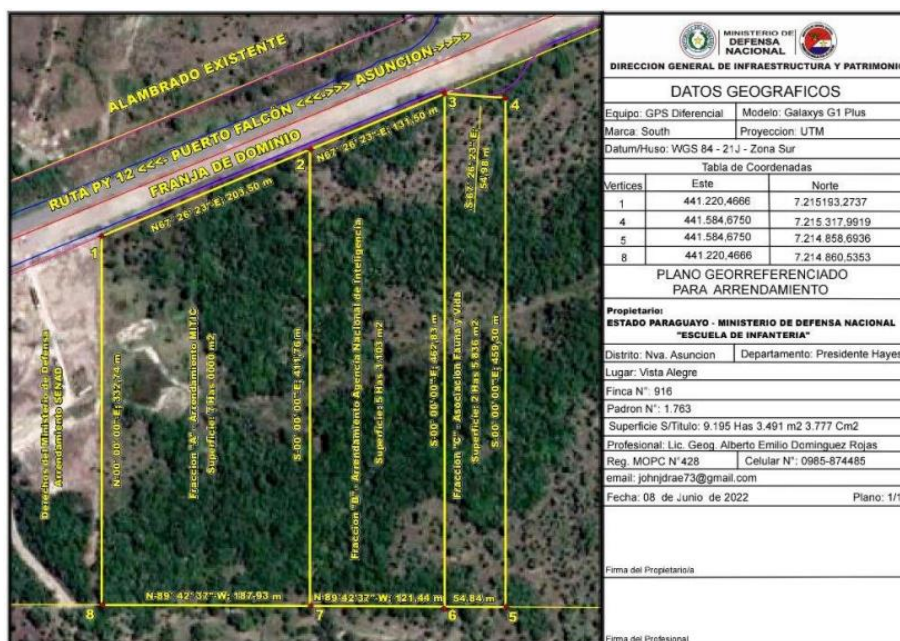 ALAMBRADO EXISTENTE
RUTA PY 12 <<<- PUERTO FALCÓN <<<->>>> ASUNCION->>>>
FRANJA DE DOMINIO
N67° 26' 23"-E; 203,50 m
N67° 26' 23"-E; 131,50 m
S-67° 26' 23"-E;
54,98 m
1
2
3
4
Derechos del Ministerio de Defensa
Arrendamiento SENAD
N-00° 00' 00"-E; 332,74 m
Fraccion "A" - Arrendamiento MITIC
Superficie: 7 Has 0000 m2
S-00° 00' 00"-E; 411,76 m
Fraccion "B" - Arrendamiento Agencia Nacional de Inteligencia
Superficie: 5 Has 3.103 m2
S-00° 00' 00"-E; 462,83 m
Fraccion "C" - Asociacion Fauna y Vida
Superficie: 2 Has 5.836 m2
S-00° 00' 00"-E; 459,30 m
N-89° 42' 37"-W; 187,93 m
N-89°42'37"-W; 121,44 m
54,84 m
8
7
6
5
MINISTERIO DE
DEFENSA
NACIONAL
DIRECCION GENERAL DE INFRAESTRUCTURA Y PATRIMONIO
DATOS GEOGRAFICOS
Equipo: GPS Diferencial Modelo: Galaxys G1 Plus
Marca: South Proyeccion: UTM
Datum/Huso: WGS 84 - 21J - Zona Sur
Tabla de Coordenadas
Vertices Este Norte
1 441.220,4666 7.215193,2737
4 441.584,6750 7.215.317,9919
5 441.584,6750 7.214.858,6936
8 441.220,4666 7.214.860,5353
PLANO GEORREFERENCIADO
PARA ARRENDAMIENTO
Propietario:
ESTADO PARAGUAYO - MINISTERIO DE DEFENSA NACIONAL
"ESCUELA DE INFANTERIA"
Distrito: Nva. Asuncion Departamento: Presidente Hayes
Lugar: Vista Alegre
Finca N°: 916
Padron N°: 1.763
Superficie S/Titulo: 9.195 Has 3.491 m2 3.777 Cm2
Profesional: Lic. Geog. Alberto Emilio Dominguez Rojas
Reg. MOPC N°428 Celular N°: 0985-874485
email: johnjdrae73@gmail.com
Fecha: 08 de Junio de 2022 Plano: 1/1
Firma del Propietario/a
Firma del Profesional